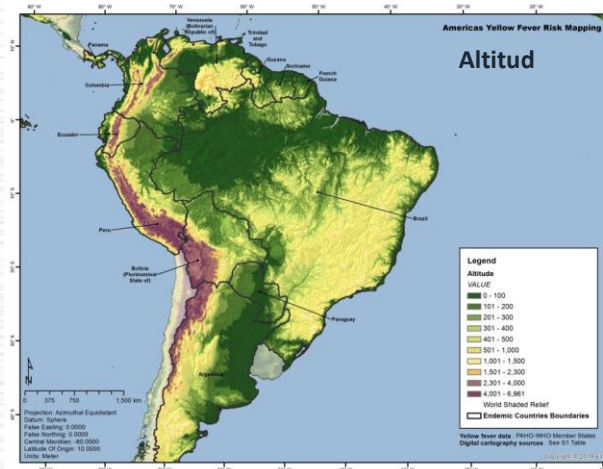 Americas Yellow Fever Risk Mapping
Altitud
Venezuela
(Bolivarian
Republic of)
Trinidad
and
Tobago
Panama
Guyana
Suriname
French
Guiana
Colombia
Ecuador
Peru
Brazil
Bolivia
(Plurinominal
State of)
Paraguay
Argentina
Legend
Altitude
VALUE
0 - 100
101 - 200
201 - 300
301 - 400
401 - 500
501 - 1,000
1,001 - 1,500
1,501 - 2,300
2,301 - 4,000
4,001 - 6,961
World Shaded Relief
Endemic Countries Boundaries
N
0 375 750 1,500 km
Projection: Azimuthal Equidistant
Datum: Sphere
False Easting: 0.0000
False Northing: 0.0000
Central Meridian: -60.0000
Latitude Of Origin: 10.0000
Units: Meter
Yellow fever data : PAHO-WHO Member States
Digital cartography sources : See S1 Table